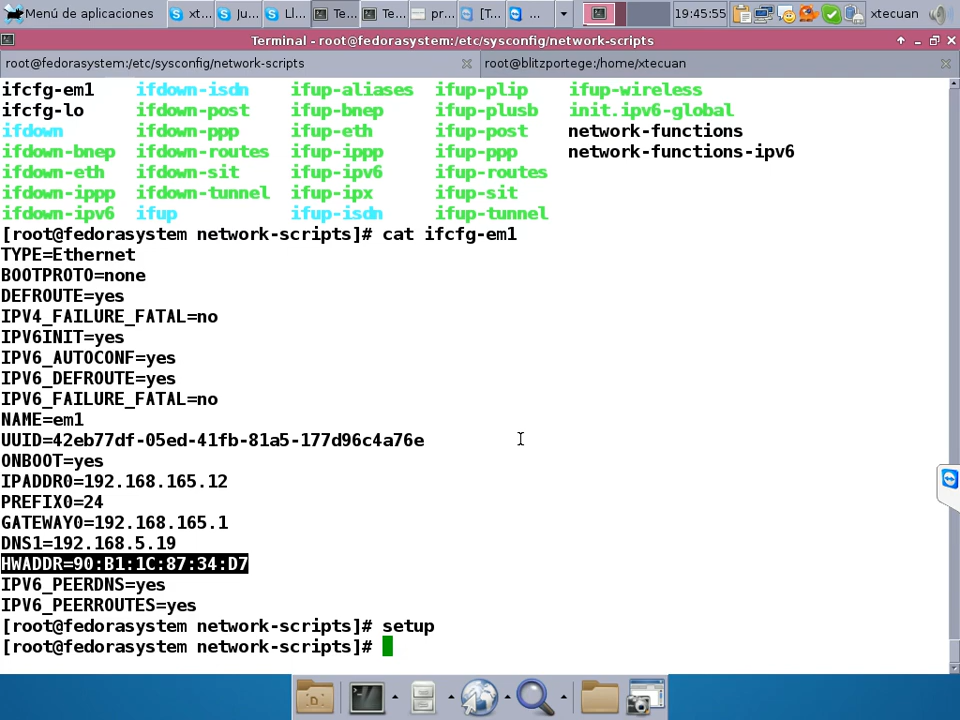 Menú de aplicaciones xt... Ju... Ll... Te... Te... pr... [T... ... 19:45:55 xtecuan
Terminal - root@fedorasystem:/etc/sysconfig/network-scripts
root@fedorasystem:/etc/sysconfig/network-scripts root@blitzportege:/home/xtecuan
ifcfg-em1 ifdown-isdn ifup-aliases ifup-plip ifup-wireless
ifcfg-lo ifdown-post ifup-bnep ifup-plusb init.ipv6-global
ifdown ifdown-ppp ifup-eth ifup-post network-functions
ifdown-bnep ifdown-routes ifup-ippp ifup-ppp network-functions-ipv6
ifdown-eth ifdown-sit ifup-ipv6 ifup-routes
ifdown-ippp ifdown-tunnel ifup-ipx ifup-sit
ifdown-ipv6 ifup ifup-isdn ifup-tunnel
[root@fedorasystem network-scripts]# cat ifcfg-em1
TYPE=Ethernet
BOOTPROTO=none
DEFROUTE=yes
IPV4_FAILURE_FATAL=no
IPV6INIT=yes
IPV6_AUTOCONF=yes
IPV6_DEFROUTE=yes
IPV6_FAILURE_FATAL=no
NAME=em1
UUID=42eb77df-05ed-41fb-81a5-177d96c4a76e
ONBOOT=yes
IPADDR0=192.168.165.12
PREFIX0=24
GATEWAY0=192.168.165.1
DNS1=192.168.5.19
HWADDR=90:B1:1C:87:34:D7
IPV6_PEERDNS=yes
IPV6_PEERROUTES=yes
[root@fedorasystem network-scripts]# setup
[root@fedorasystem network-scripts]#